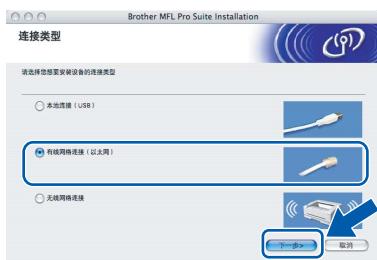 Brother MFL Pro Suite Installation
连接类型
请选择您想要安装设备的连接类型
本地连接（USB）
有线网络连接（以太网）
无线网络连接
下一步>
取消